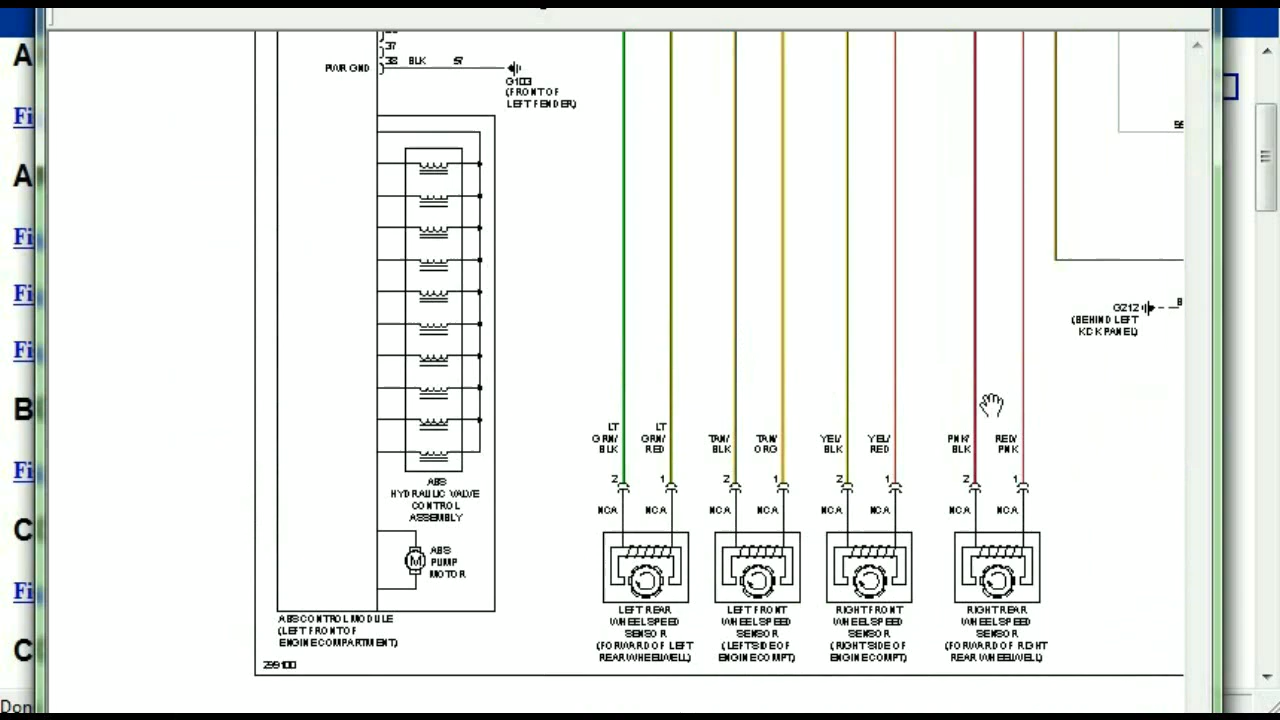 A
Fi
A
Fi
Fi
Fi
B
Fi
C
Fi
C
Don
37
PWR GND
38 BLK 57
G103
(FRONT OF
LEFT FENDER)
G212
(BEHIND LEFT
KICK PANEL)
LT
GRN/
BLK
LT
GRN/
RED
TAN/
BLK
TAN/
ORG
YEL/
BLK
YEL/
RED
PNK/
BLK
RED/
PNK
2 1 2 1 2 1 2 1
NCA NCA NCA NCA NCA NCA NCA NCA
ABS
HYDRAULIC VALVE
CONTROL
ASSEMBLY
M
ABS
PUMP
MOTOR
ABS CONTROL MODULE
(LEFT FRONT OF
ENGINE COMPARTMENT)
LEFT REAR
WHEEL SPEED
SENSOR
(FORWARD OF LEFT
REAR WHEELWELL)
LEFT FRONT
WHEEL SPEED
SENSOR
(LEFT SIDE OF
ENGINE COMPT)
RIGHT FRONT
WHEEL SPEED
SENSOR
(RIGHT SIDE OF
ENGINE COMPT)
RIGHT REAR
WHEEL SPEED
SENSOR
(FORWARD OF RIGHT
REAR WHEELWELL)
299100